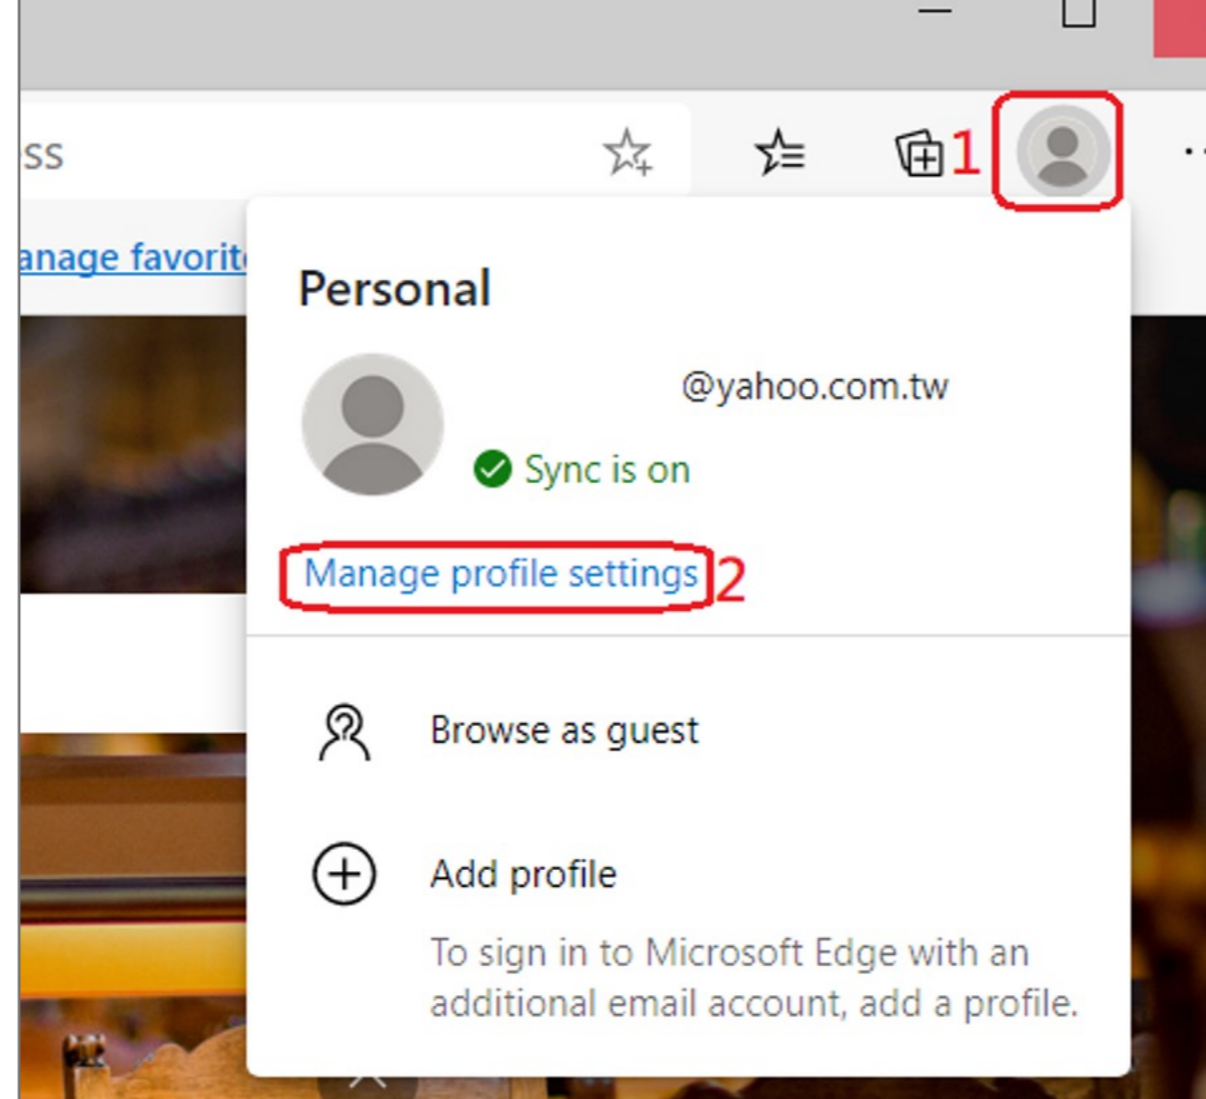 ss
1
anage favorit
Personal
@yahoo.com.tw
Sync is on
Manage profile settings
2
Browse as guest
Add profile
To sign in to Microsoft Edge with an
additional email account, add a profile.